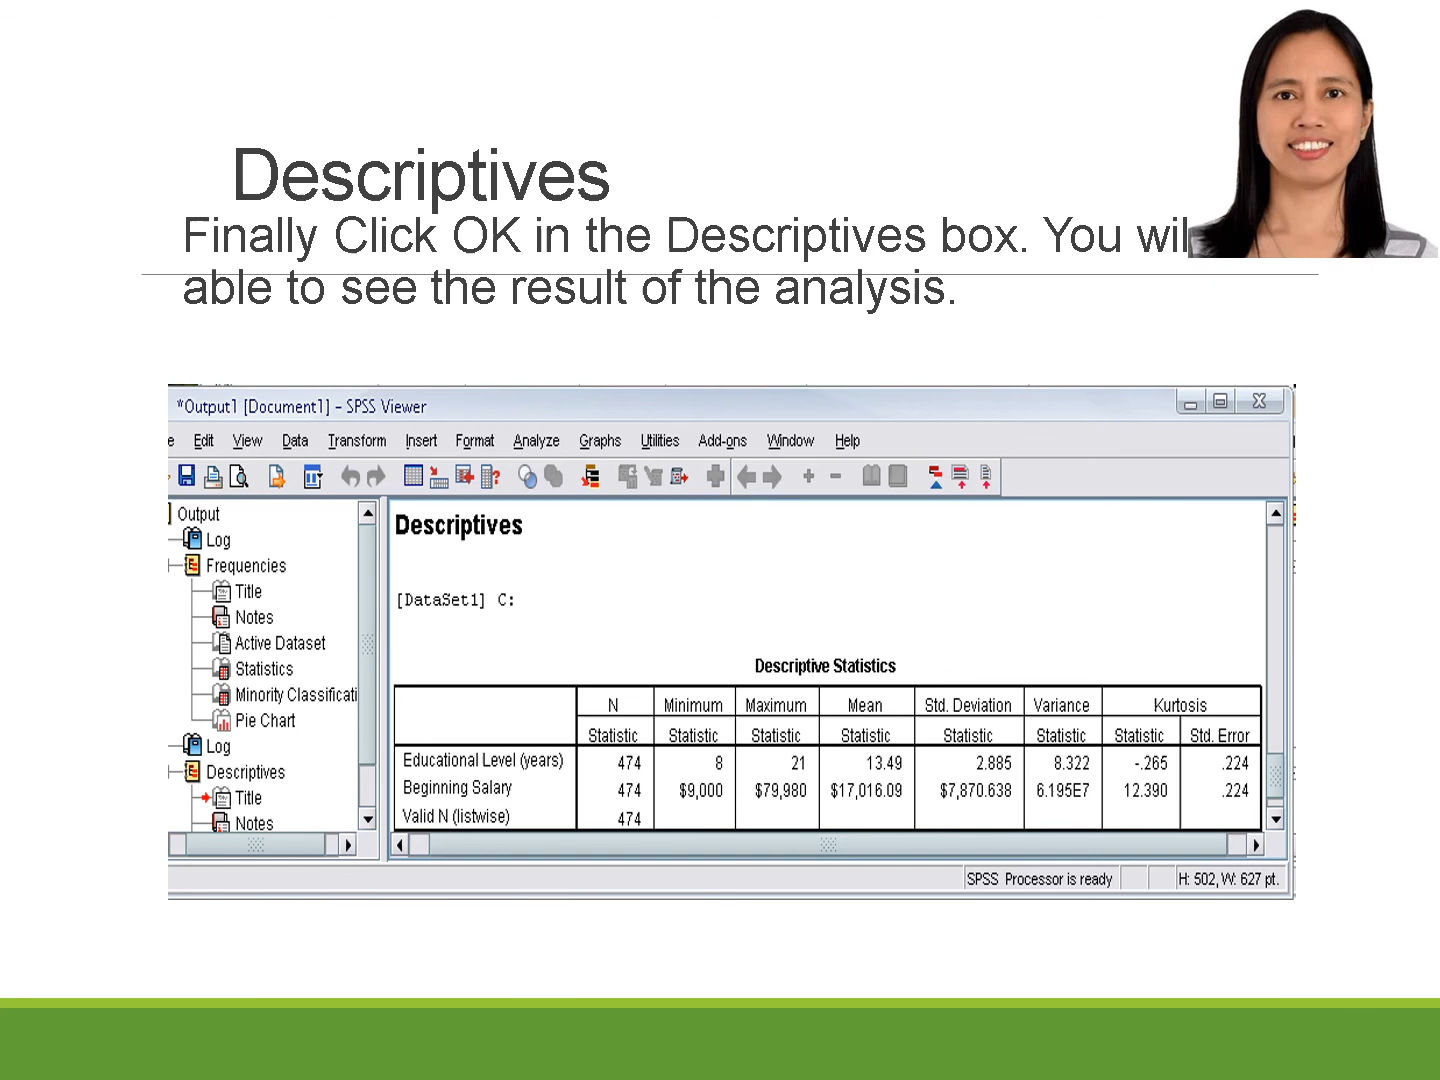 Descriptives
Finally Click OK in the Descriptives box. You wil
able to see the result of the analysis.
*Output1 [Document1] - SPSS Viewer
e Edit View Data Transform Insert Format Analyze Graphs Utilities Add-ons Window Help
Output
Log
Frequencies
Title
Notes
Active Dataset
Statistics
Minority Classificati
Pie Chart
Log
Descriptives
Title
Notes
Descriptives
[DataSet1] C:
Descriptive Statistics
N Minimum Maximum Mean Std. Deviation Variance Kurtosis
Statistic Statistic Statistic Statistic Statistic Statistic Statistic Std. Error
Educational Level (years) 474 8 21 13.49 2.885 8.322 -.265 .224
Beginning Salary 474 $9,000 $79,980 $17,016.09 $7,870.638 6.195E7 12.390 .224
Valid N (listwise) 474
SPSS Processor is ready H: 502, W: 627 pt.